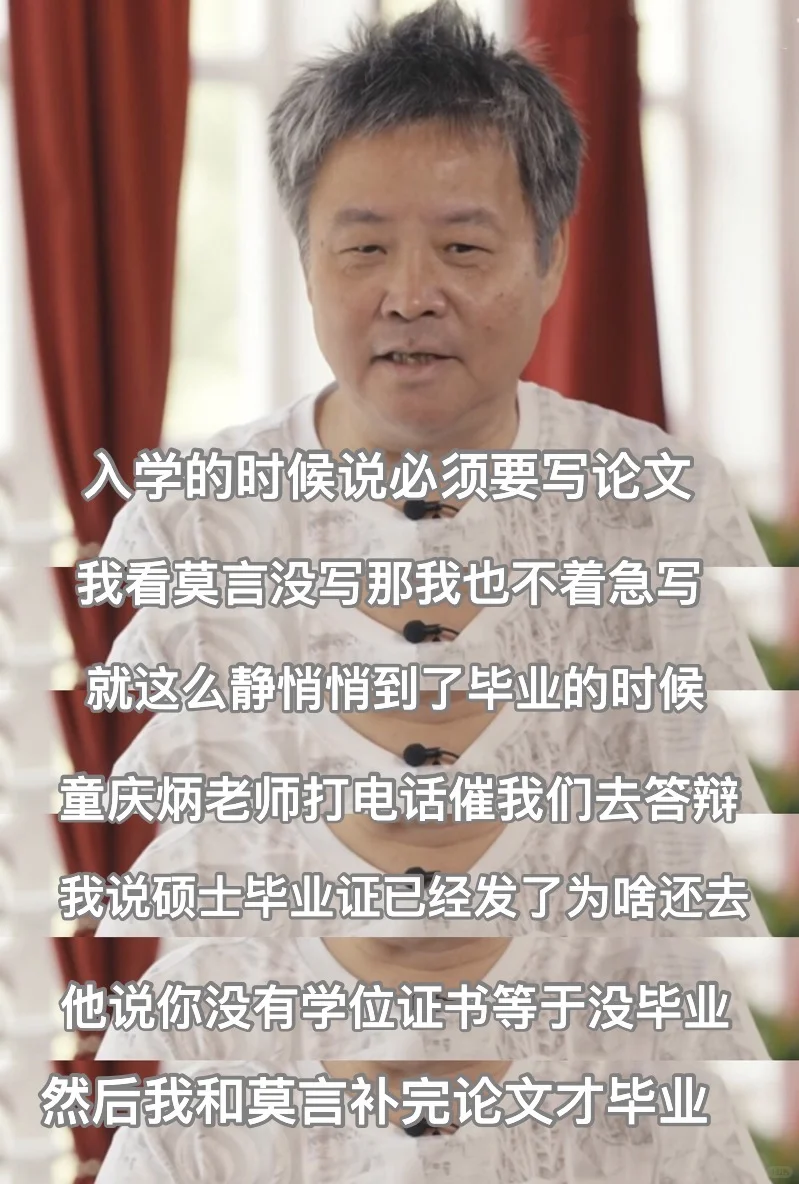 入学的时候说必须要写论文
我看莫言没写那我也不着急写
就这么静悄悄到了毕业的时候
童庆炳老师打电话催我们去答辩
我说硕士毕业证已经发了为啥还去
他说你没有学位证书等于没毕业
然后我和莫言补完论文才毕业